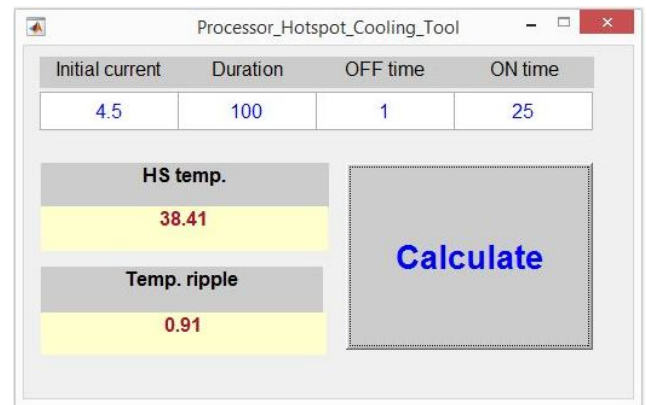 Processor_Hotspot_Cooling_Tool
Initial current Duration OFF time ON time
4.5 100 1 25
HS temp.
38.41
Calculate
Temp. ripple
0.91